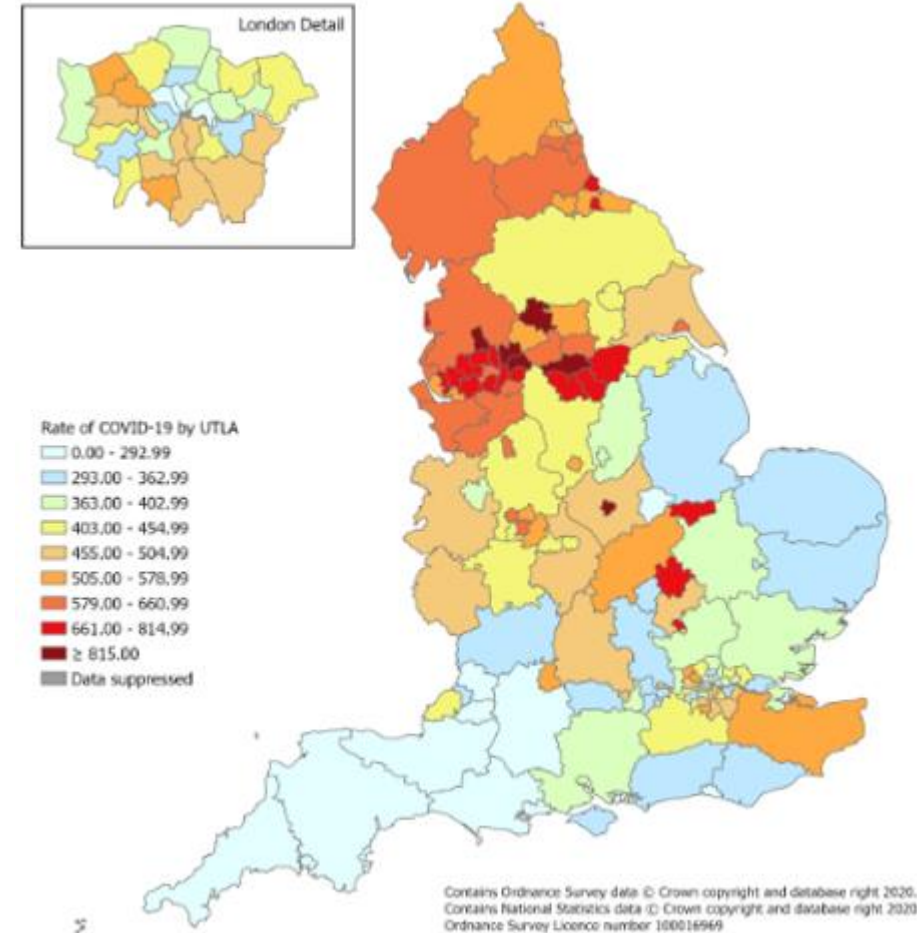 London Detail
Rate of COVID-19 by UTLA
0.00 - 292.99
293.00 - 362.99
363.00 - 402.99
403.00 - 454.99
455.00 - 504.99
505.00 - 578.99
579.00 - 660.99
661.00 - 814.99
≥ 815.00
Data suppressed
Contains Ordnance Survey data © Crown copyright and database right 2020.
Contains National Statistics data © Crown copyright and database right 2020
Ordnance Survey Licence number 100016969